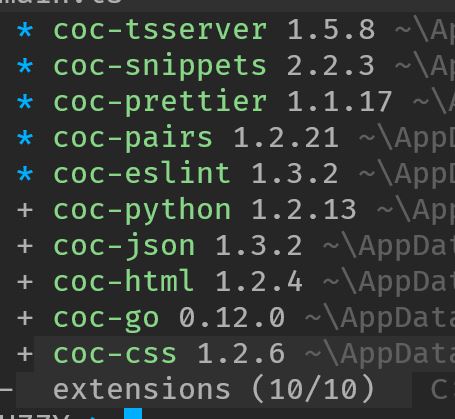 * coc-tsserver 1.5.8 ~\Ap
* coc-snippets 2.2.3 ~\Ap
* coc-prettier 1.1.17 ~\A
* coc-pairs 1.2.21 ~\AppD
* coc-eslint 1.3.2 ~\AppD
+ coc-python 1.2.13 ~\App
+ coc-json 1.3.2 ~\AppDat
+ coc-html 1.2.4 ~\AppDat
+ coc-go 0.12.0 ~\AppData
+ coc-css 1.2.6 ~\AppData
— extensions (10/10) C